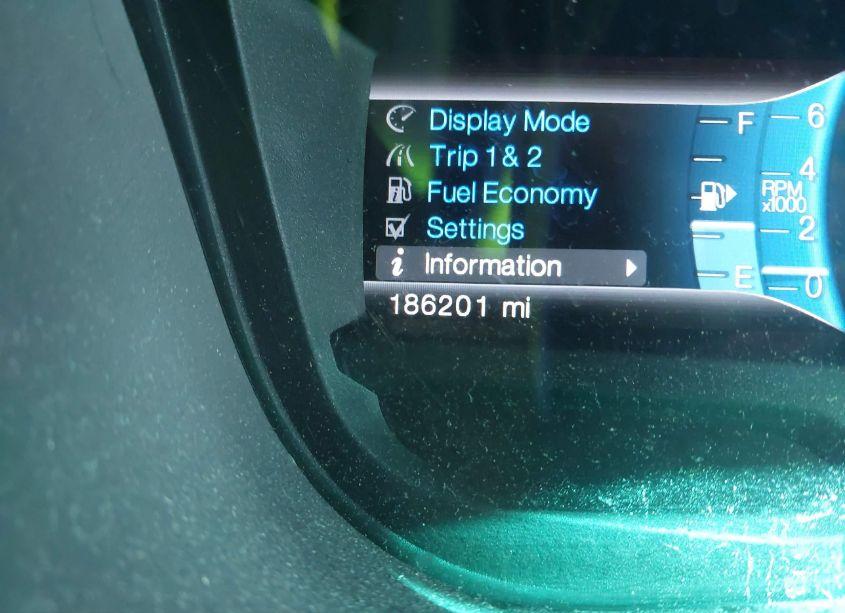 Display Mode
Trip 1 & 2
Fuel Economy
Settings
i Information
186201 mi
F
E
6
4
RPM
x1000
2
0